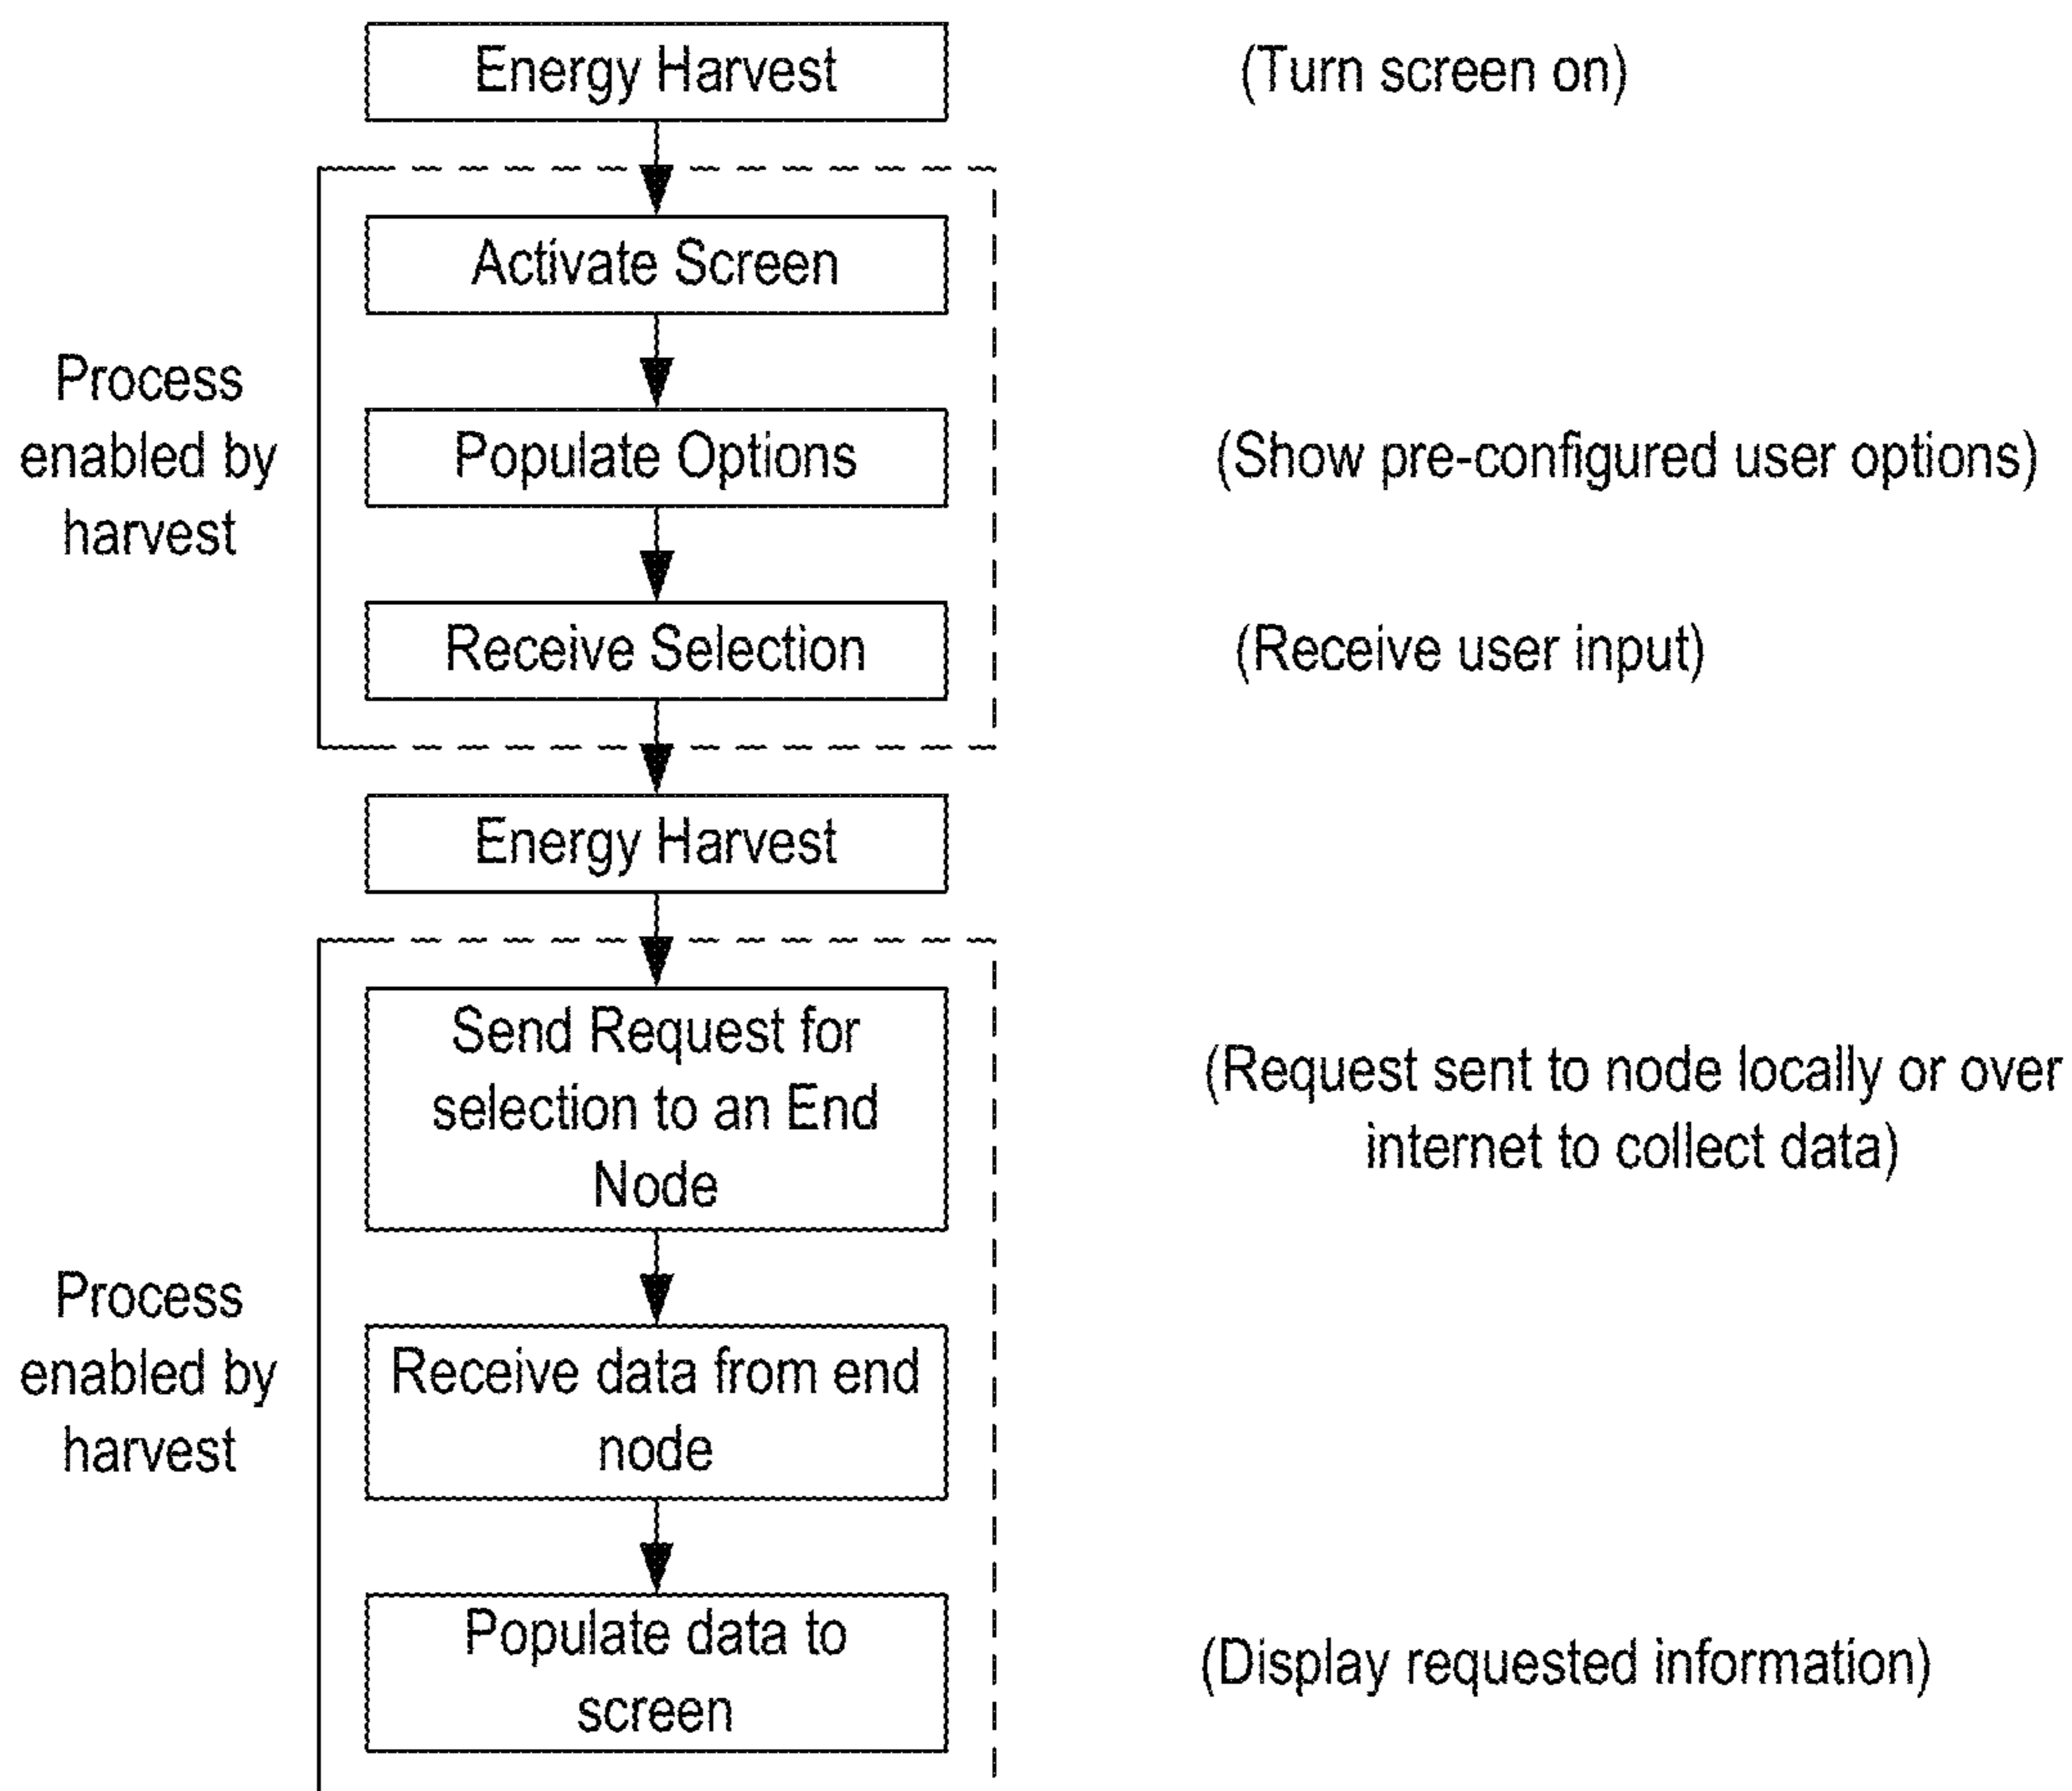 Energy Harvest
(Turn screen on)
Activate Screen
Process
enabled by
harvest
Populate Options
(Show pre-configured user options)
Receive Selection
(Receive user input)
Energy Harvest
Send Request for
selection to an End
Node
(Request sent to node locally or over
internet to collect data)
Process
enabled by
harvest
Receive data from end
node
Populate data to
screen
(Display requested information)